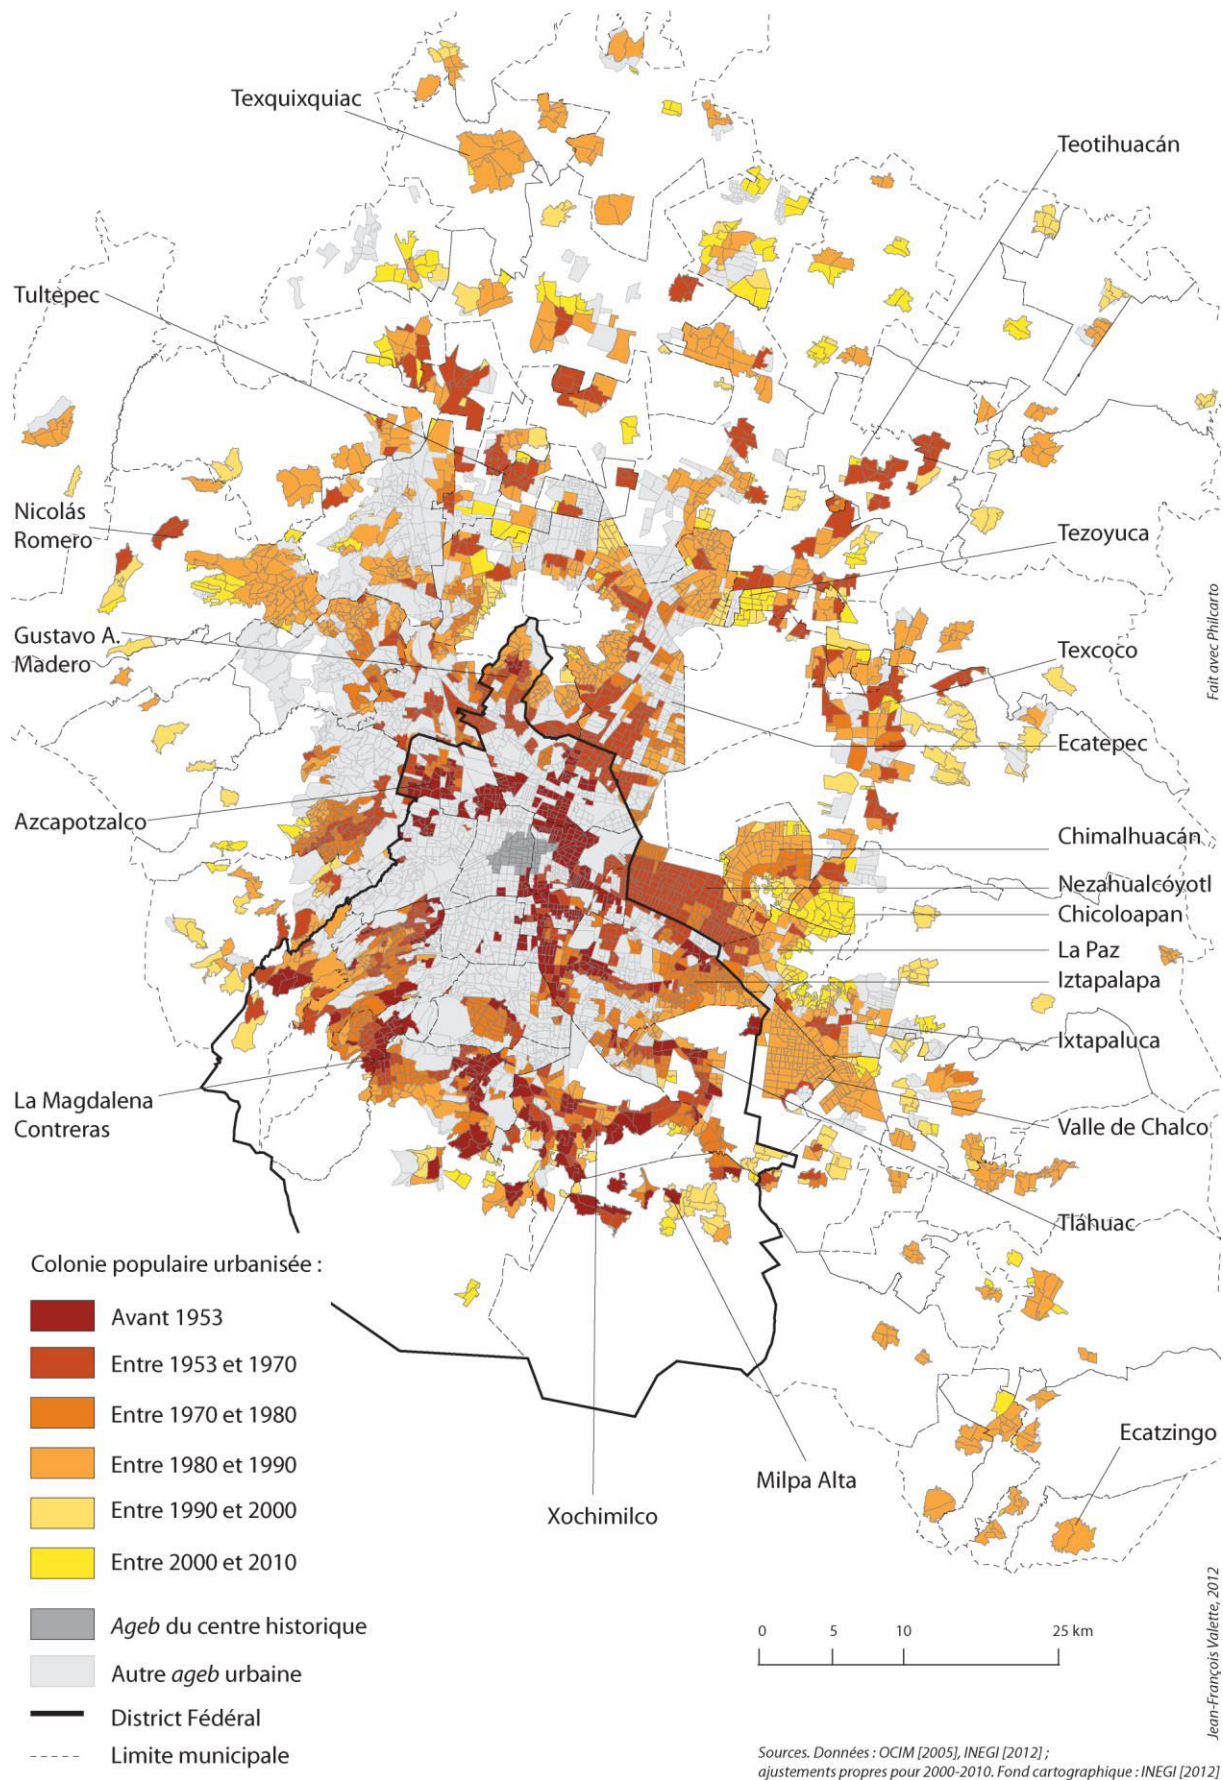 Texquixquiac
Teotihuacán
Tultepec
Nicolás
Romero
Tezoyuca
Gustavo A.
Madero
Texcoco
Fait avec Philcarto
Ecatepec
Azcapotzalco
Chimalhuacán
Nezahualcóyotl
Chicoloapan
La Paz
Iztapalapa
Ixtapaluca
La Magdalena
Contreras
Valle de Chalco
Tláhuac
Ecatzingo
Milpa Alta
Xochimilco
Colonie populaire urbanisée :
Avant 1953
Entre 1953 et 1970
Entre 1970 et 1980
Entre 1980 et 1990
Entre 1990 et 2000
Entre 2000 et 2010
Ageb du centre historique
Autre ageb urbaine
District Fédéral
Limite municipale
0 5 10 25 km
Jean-François Valette, 2012
Sources. Données : OCIM [2005], INEGI [2012] ;
ajustements propres pour 2000-2010. Fond cartographique : INEGI [2012]